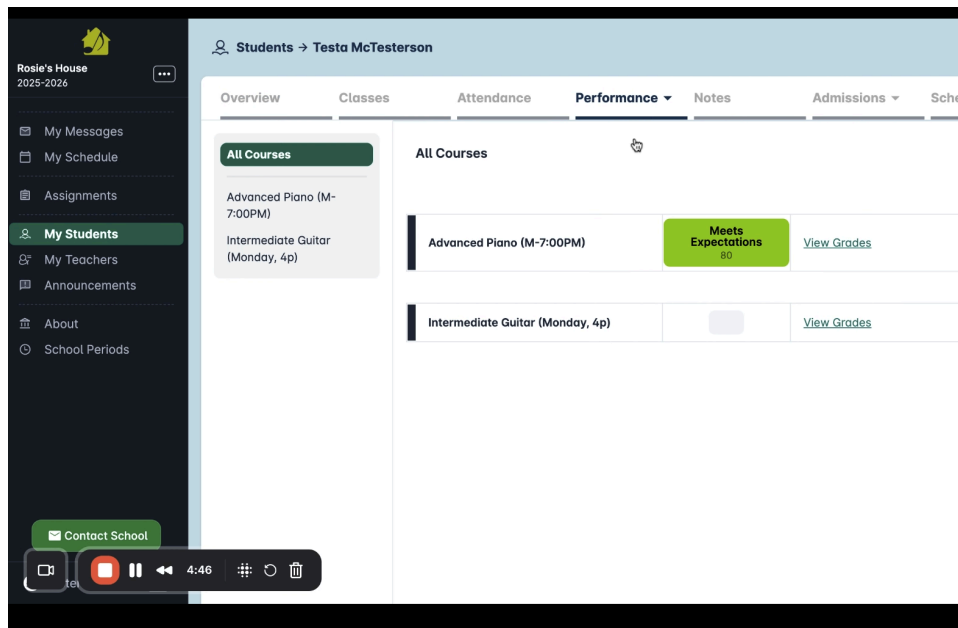 Rosie's House
2025-2026
My Messages
My Schedule
Assignments
My Students
My Teachers
Announcements
About
School Periods
Contact School
4:46
Students → Testa McTesterson
Overview
Classes
Attendance
Performance
Notes
Admissions
All Courses
Advanced Piano (M-
7:00PM)
Intermediate Guitar
(Monday, 4p)
All Courses
Advanced Piano (M-7:00PM)
Meets
Expectations
80
View Grades
Intermediate Guitar (Monday, 4p)
View Grades